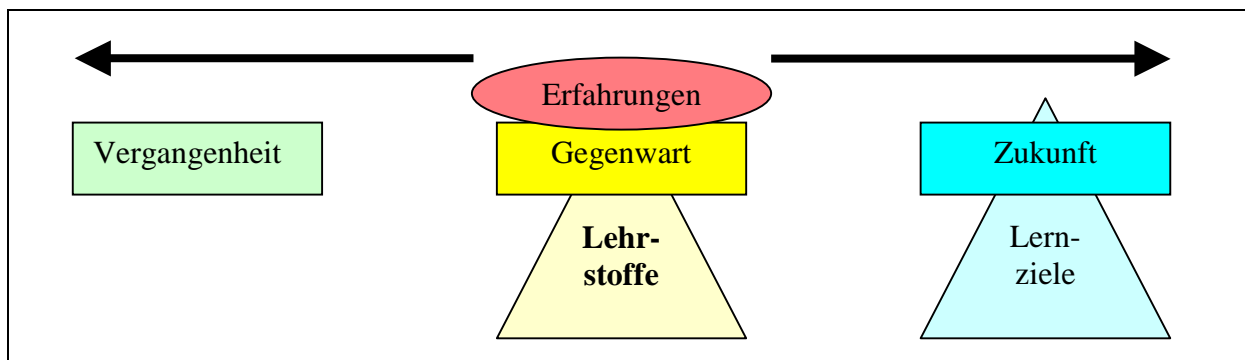 Erfahrungen
Vergangenheit
Gegenwart
Zukunft
Lehr-
stoffe
Lern-
ziele